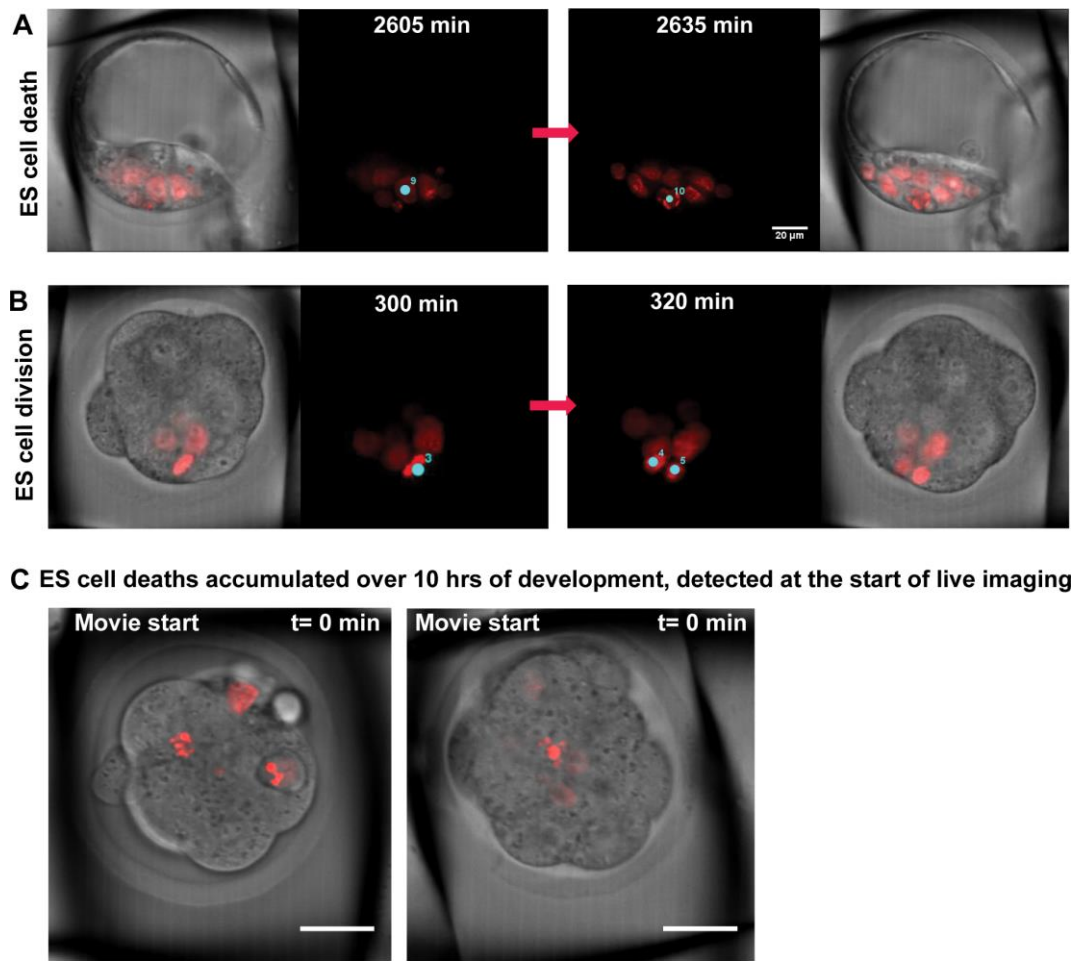 A
ES cell death
2605 min
2635 min
9
10
20 µm
B
ES cell division
300 min
320 min
3
4
5
C ES cell deaths accumulated over 10 hrs of development, detected at the start of live imaging
Movie start t= 0 min
Movie start t= 0 min